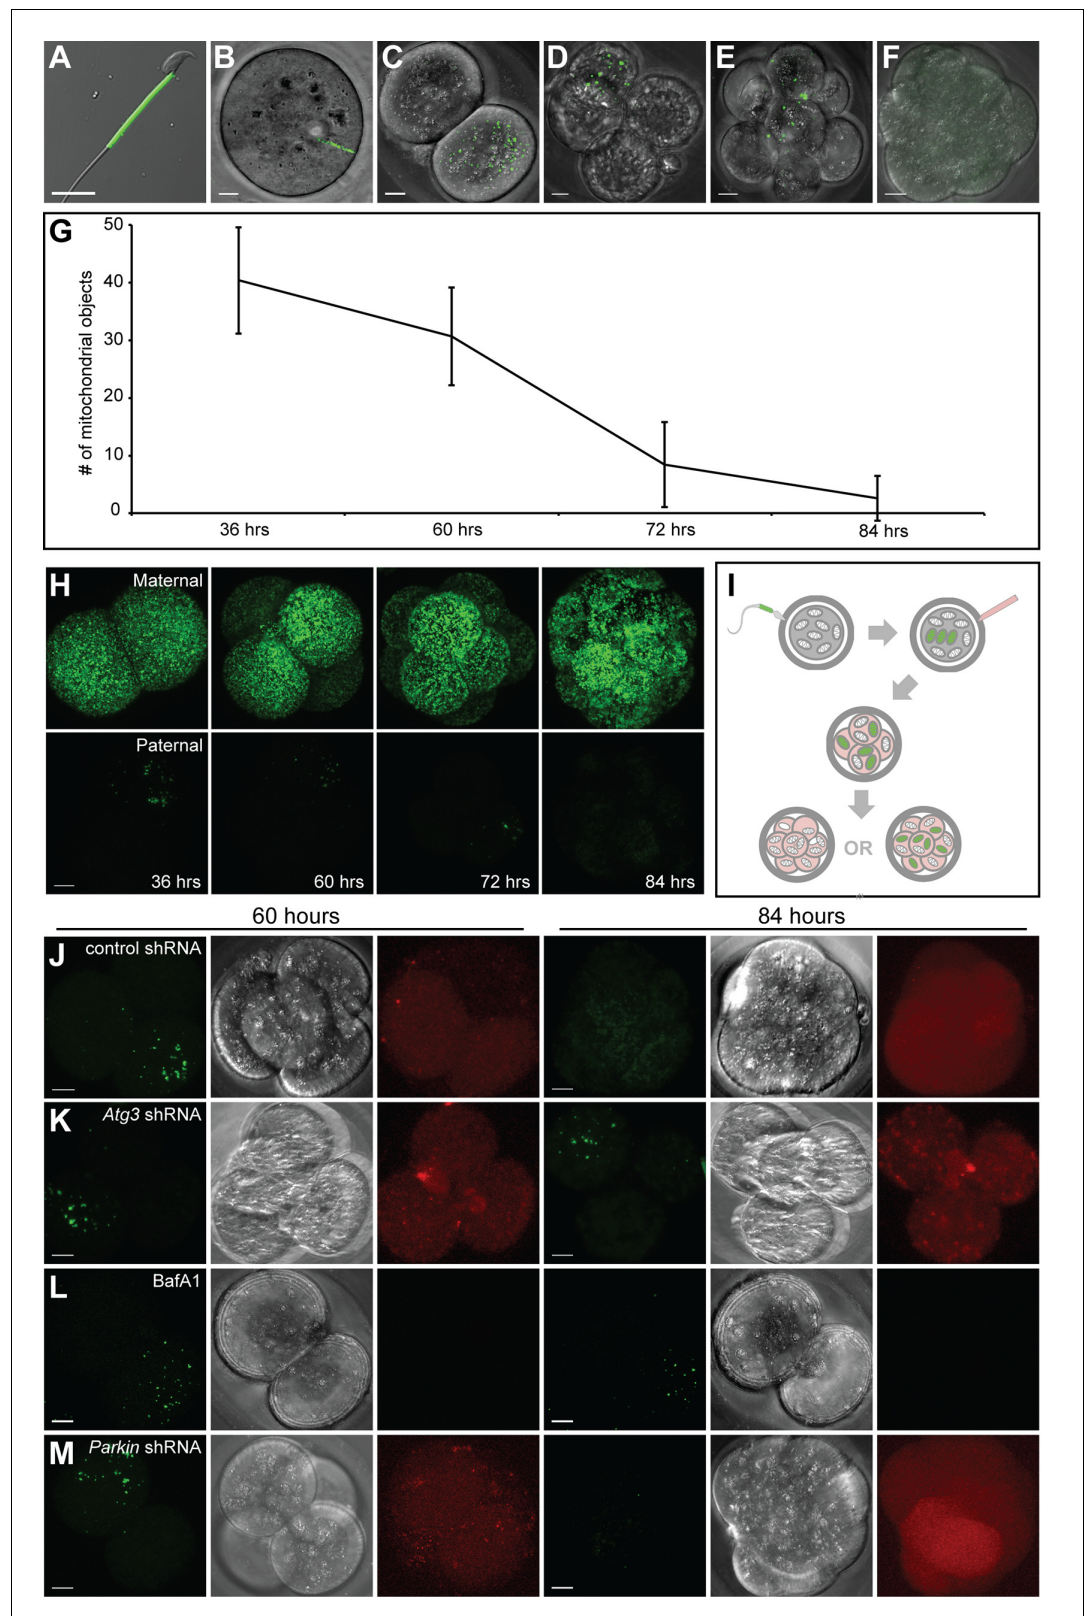 A B C D E F
G
50
40
30
20
10
0
# of mitochondrial objects
36 hrs 60 hrs 72 hrs 84 hrs
H Maternal
Paternal
36 hrs 60 hrs 72 hrs 84 hrs
I
OR
60 hours 84 hours
J control shRNA
K Atg3 shRNA
L BafA1
M Parkin shRNA